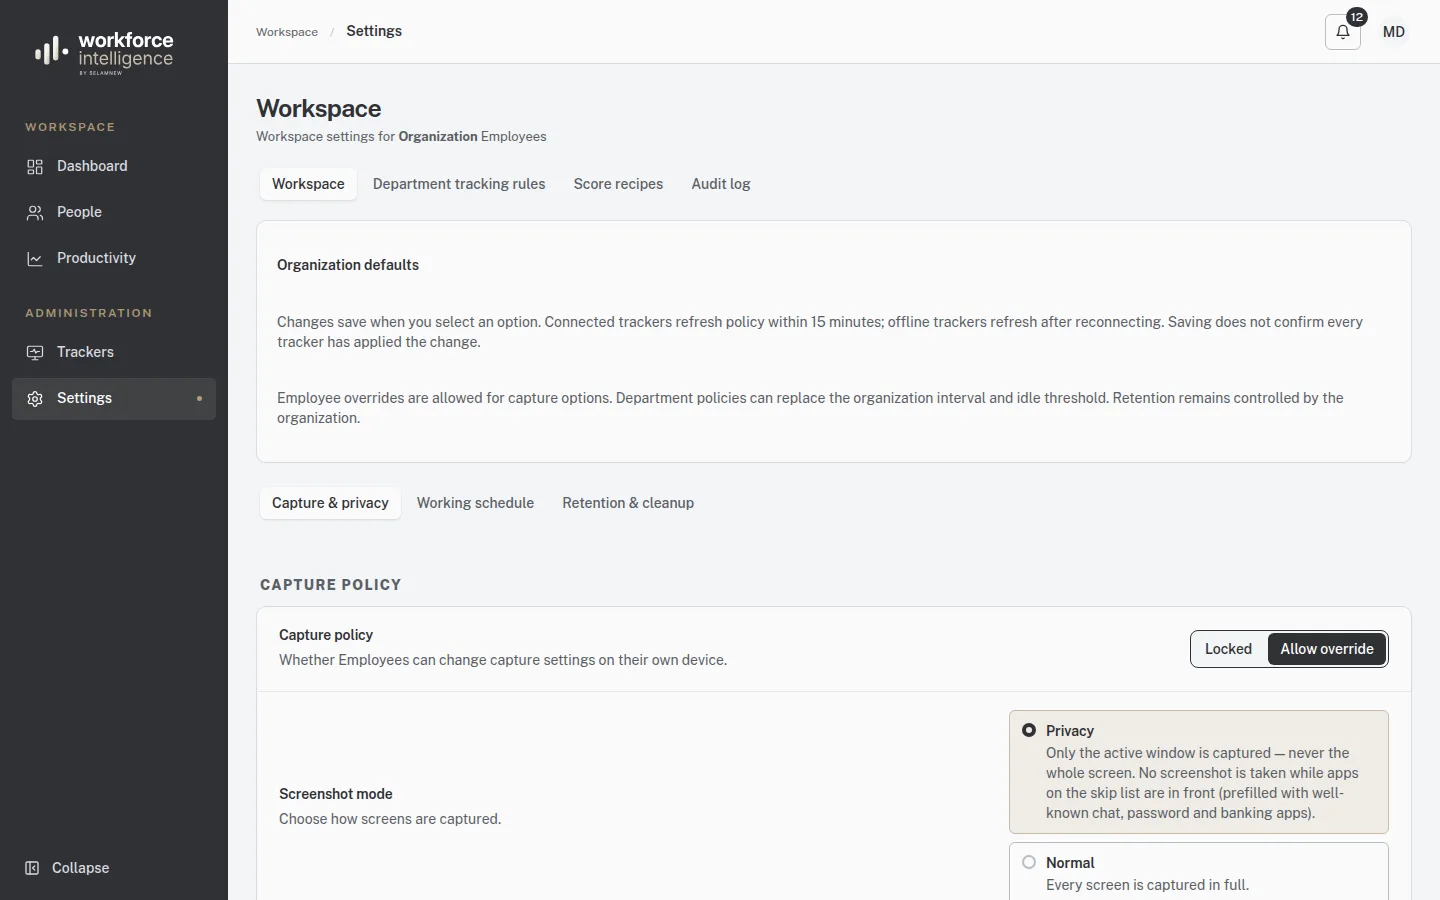 workforce
intelligence
BY SELAMNEW
WORKSPACE
Dashboard
People
Productivity
ADMINISTRATION
Trackers
Settings
Collapse
Workspace / Settings
12
MD
Workspace
Workspace settings for Organization Employees
Workspace
Department tracking rules
Score recipes
Audit log
Organization defaults
Changes save when you select an option. Connected trackers refresh policy within 15 minutes; offline trackers refresh after reconnecting. Saving does not confirm every
tracker has applied the change.
Employee overrides are allowed for capture options. Department policies can replace the organization interval and idle threshold. Retention remains controlled by the
organization.
Capture & privacy
Working schedule
Retention & cleanup
CAPTURE POLICY
Capture policy
Whether Employees can change capture settings on their own device.
Locked
Allow override
Screenshot mode
Choose how screens are captured.
Privacy
Only the active window is captured — never the
whole screen. No screenshot is taken while apps
on the skip list are in front (prefilled with well-
known chat, password and banking apps).
Normal
Every screen is captured in full.